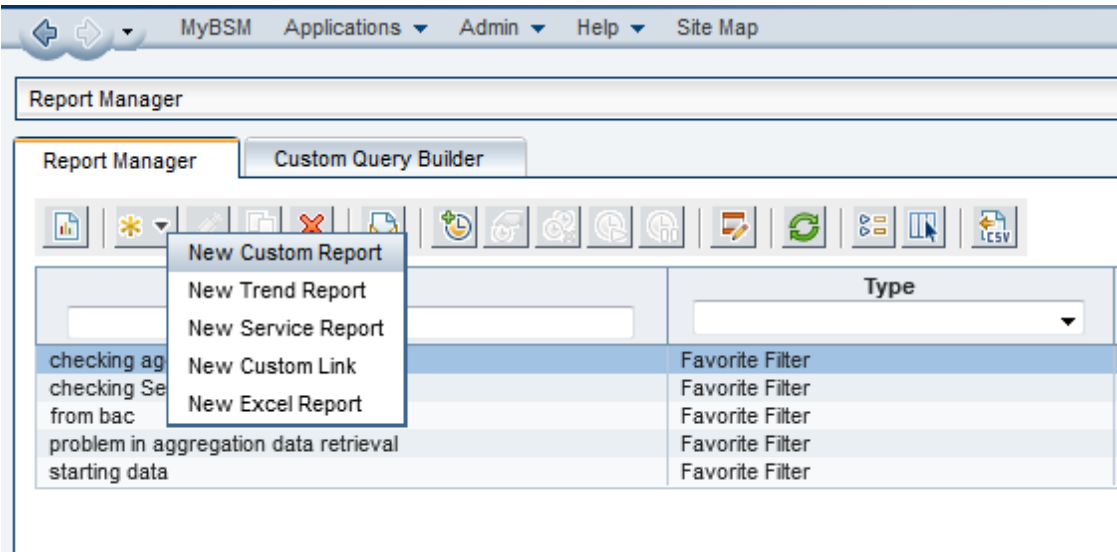 MyBSM Applications Admin Help Site Map
Report Manager
Report Manager Custom Query Builder
CSV
New Custom Report
New Trend Report
New Service Report
New Custom Link
New Excel Report
Type
checking ag Favorite Filter
checking Se Favorite Filter
from bac Favorite Filter
problem in aggregation data retrieval Favorite Filter
starting data Favorite Filter